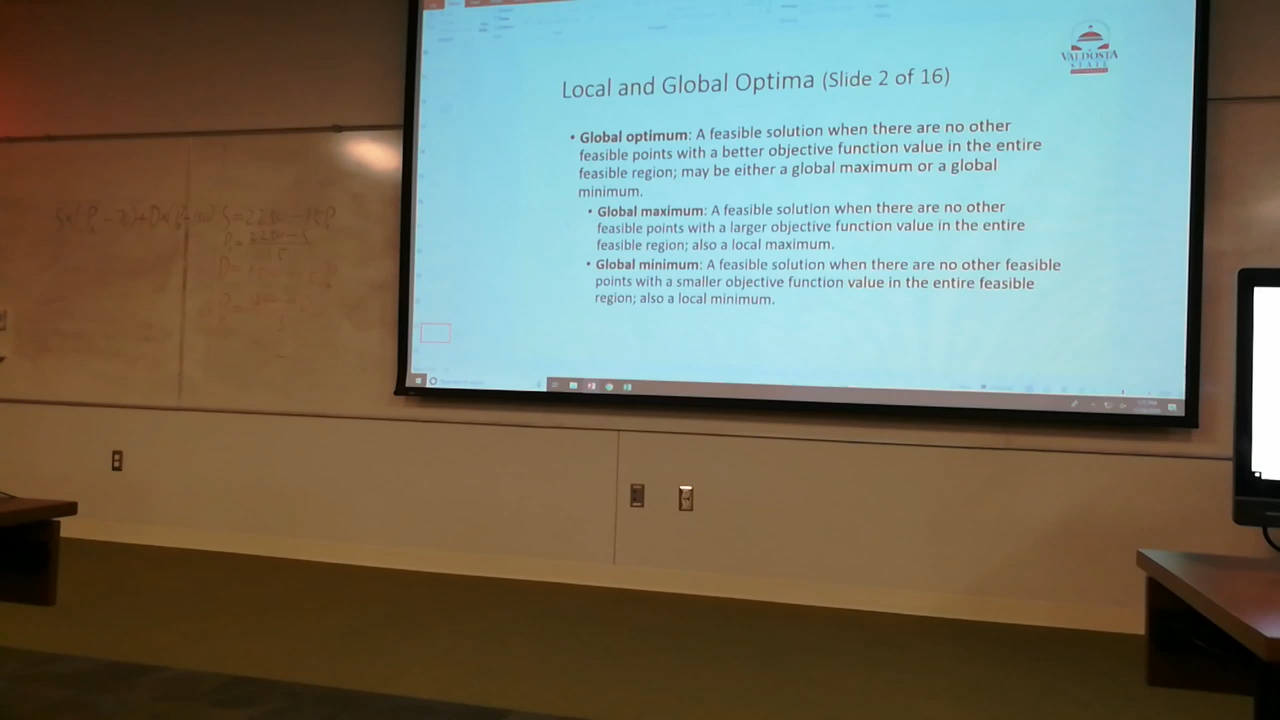 VALDOSTA
STATE
Local and Global Optima (Slide 2 of 16)
• Global optimum: A feasible solution when there are no other
feasible points with a better objective function value in the entire
feasible region; may be either a global maximum or a global
minimum.
• Global maximum: A feasible solution when there are no other
feasible points with a larger objective function value in the entire
feasible region; also a local maximum.
• Global minimum: A feasible solution when there are no other feasible
points with a smaller objective function value in the entire feasible
region; also a local minimum.